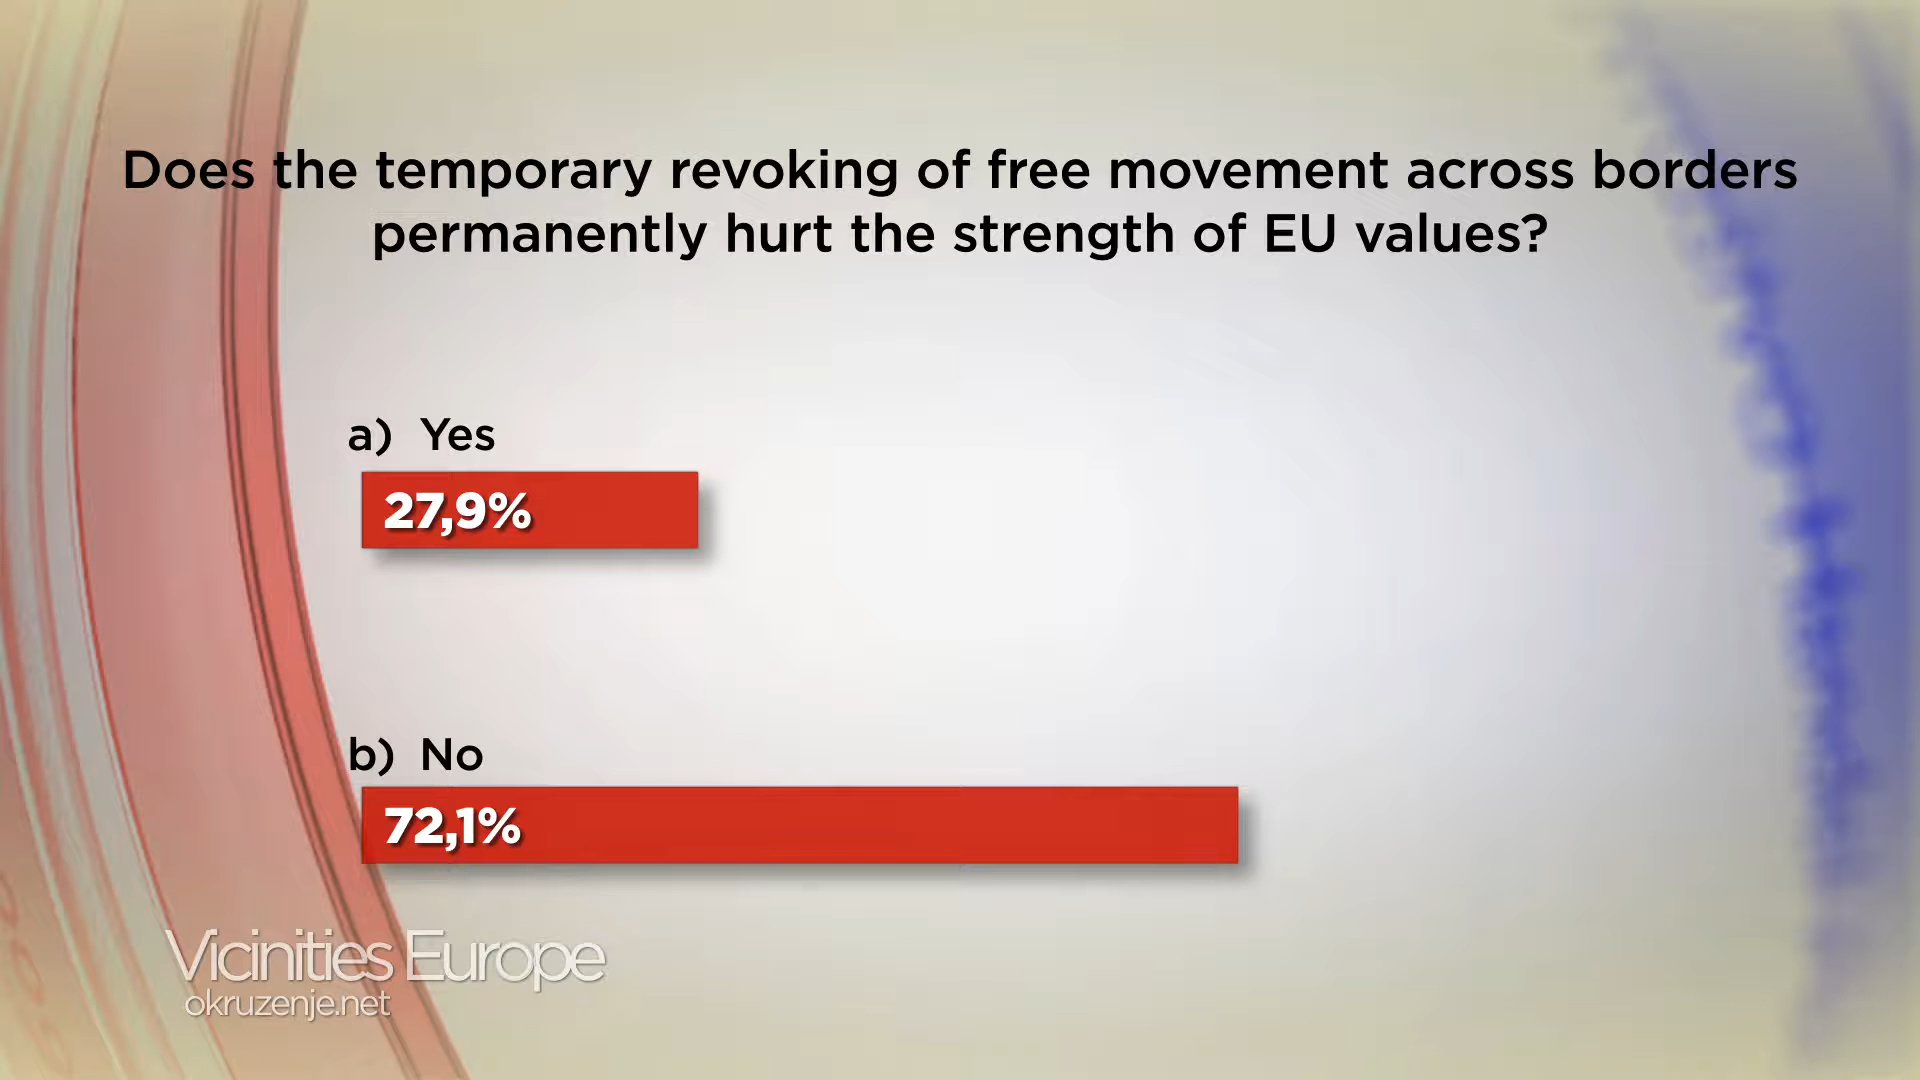 Does the temporary revoking of free movement across borders
permanently hurt the strength of EU values?
a) Yes
27,9%
b) No
72,1%
Vicinities Europe
okruzenje.net